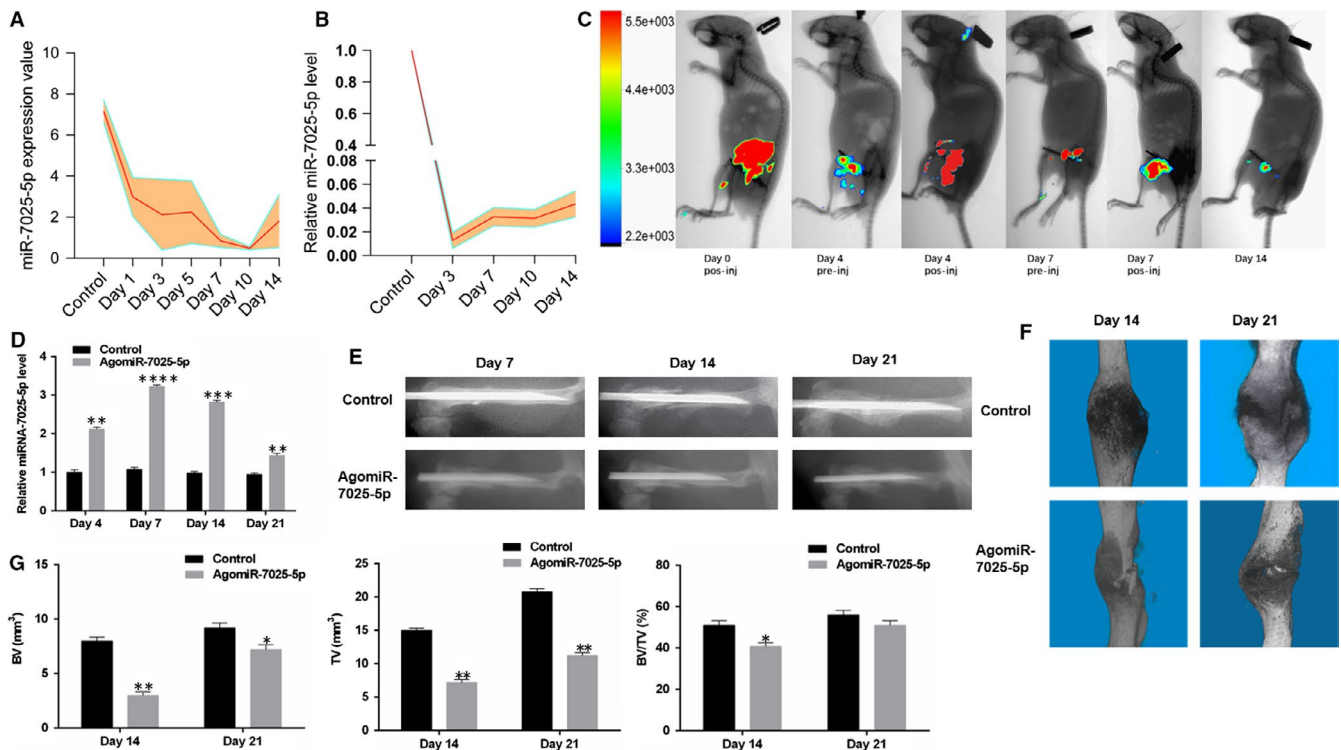 A
miR-7025-5p expression value
10
8
6
4
2
0
Control
Day 1
Day 3
Day 5
Day 7
Day 10
Day 14
B
Relative miR-7025-5p level
1.0
0.8
0.6
0.4
0.08
0.06
0.04
0.02
0.00
Control
Day 3
Day 7
Day 10
Day 14
C
5.5e+003
4.4e+003
3.3e+003
2.2e+003
Day 0
pos-inj
Day 4
pre-inj
Day 4
pos-inj
Day 7
pre-inj
Day 7
pos-inj
Day 14
D
Control
AgomiR-7025-5p
Relative miRNA-7025-5p level
4
3
2
1
0
**
****
***
**
Day 4
Day 7
Day 14
Day 21
E
Day 7
Day 14
Day 21
Control
AgomiR-
7025-5p
F
Day 14
Day 21
Control
AgomiR-
7025-5p
G
Control
AgomiR-7025-5p
BV (mm³)
15
10
5
0
**
*
Day 14
Day 21
Control
AgomiR-7025-5p
TV (mm³)
25
20
15
10
5
0
**
**
Day 14
Day 21
Control
AgomiR-7025-5p
BV/TV (%)
80
60
40
20
0
*
Day 14
Day 21